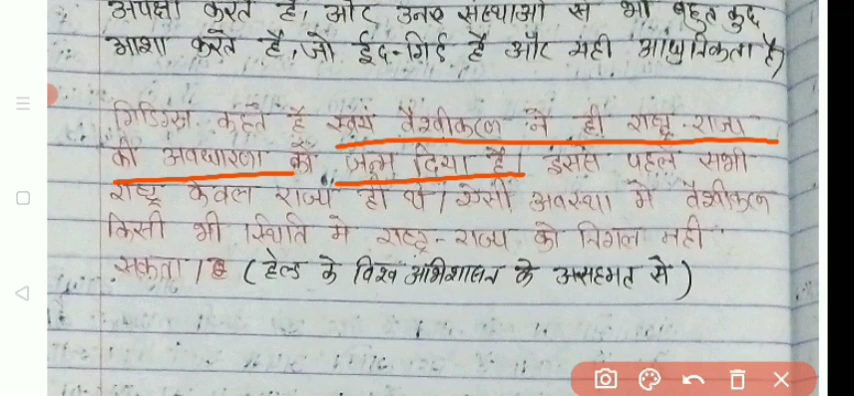 अपेक्षा करते है, और उनर संस्थाओं से भी बहुत कुछ
आशा करते है, जो ईद-गिर्द है और यही आधुनिकता है
गिडिंग्स कहते है स्वयं वैश्वीकरण ने ही राष्ट्र-राज्य
की अवधारणा को जन्म दिया है। इससे पहले सभी
राष्ट्र केवल राज्य ही थे। ऐसी अवस्था मे वैश्वीकरण
किसी भी स्थिति मे राष्ट्र-राज्य को निगल नही
सकता। (हेल्ड के विश्व अभिशासन के असहमत से)